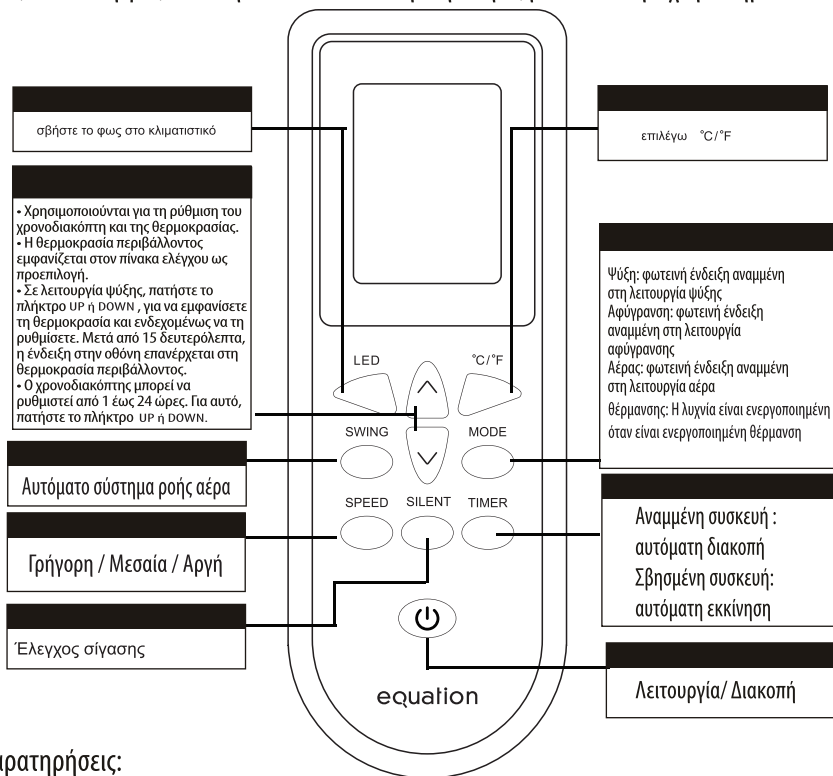 σβήστε το φως στο κλιματιστικό
επιλέγω °C/°F
• Χρησιμοποιούνται για τη ρύθμιση του
χρονοδιακόπτη και της θερμοκρασίας.
• Η θερμοκρασία περιβάλλοντος
εμφανίζεται στον πίνακα ελέγχου ως
προεπιλογή.
• Σε λειτουργία ψύξης, πατήστε το
πλήκτρο UP ή DOWN , για να εμφανίσετε
τη θερμοκρασία και ενδεχομένως να τη
ρυθμίσετε. Μετά από 15 δευτερόλεπτα,
η ένδειξη στην οθόνη επανέρχεται στη
θερμοκρασία περιβάλλοντος.
• Ο χρονοδιακόπτης μπορεί να
ρυθμιστεί από 1 έως 24 ώρες. Για αυτό,
πατήστε το πλήκτρο UP ή DOWN.
Ψύξη: φωτεινή ένδειξη αναμμένη
στη λειτουργία ψύξης
Αφύγρανση: φωτεινή ένδειξη
αναμμένη στη λειτουργία
αφύγρανσης
Αέρας: φωτεινή ένδειξη αναμμένη
στη λειτουργία αέρα
θέρμανσης: Η λυχνία είναι ενεργοποιημένη
όταν είναι ενεργοποιημένη θέρμανση
LED
°C/°F
SWING
MODE
SPEED
SILENT
TIMER
Αυτόματο σύστημα ροής αέρα
Γρήγορη / Μεσαία / Αργή
Έλεγχος σίγασης
Αναμμένη συσκευή :
αυτόματη διακοπή
Σβησμένη συσκευή:
αυτόματη εκκίνηση
Λειτουργία/ Διακοπή
equation
αρατηρήσεις: